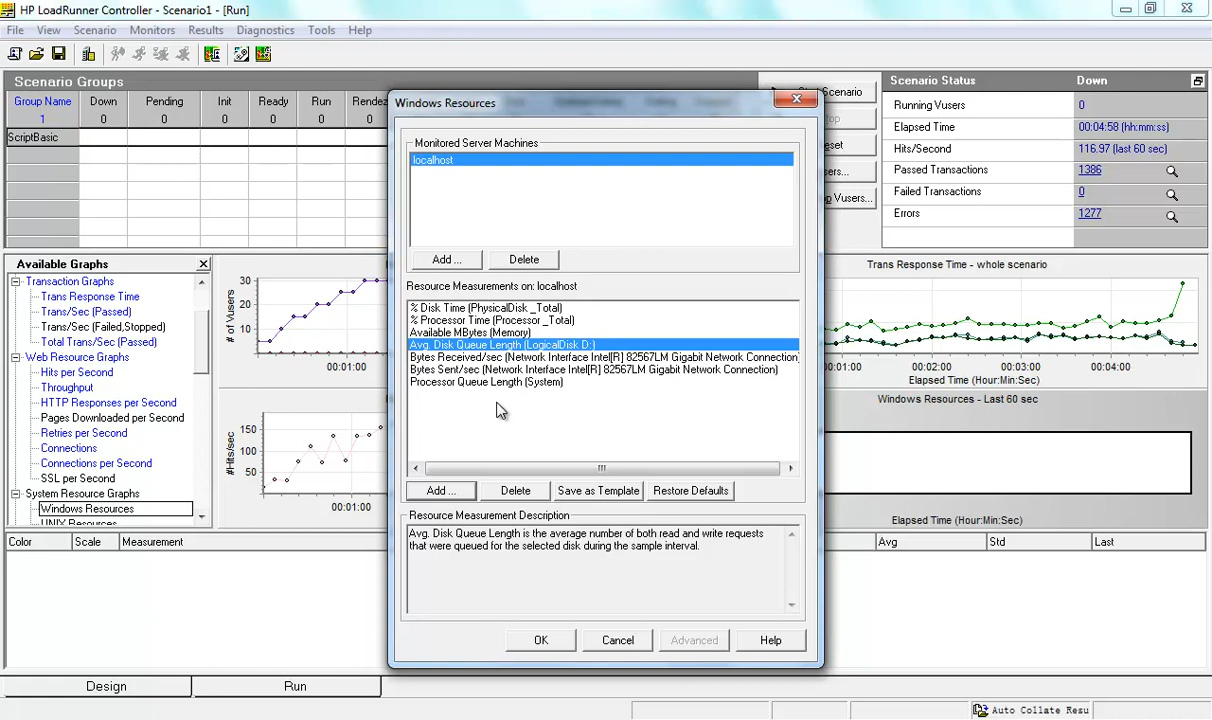 HP LoadRunner Controller - Scenario1 - [Run]
File View Scenario Monitors Results Diagnostics Tools Help
Scenario Groups
Group Name Down Pending Init Ready Run Rendez
1 0 0 0 0 0 0
ScriptBasic
Scenario
Scenario Status Down
Running Vusers 0
Elapsed Time 00:04:58 (hh:mm:ss)
Hits/Second 116.97 (last 60 sec)
Passed Transactions 1386
Failed Transactions 0
Errors 1277
Windows Resources
Monitored Server Machines
localhost
Add ... Delete
Resource Measurements on: localhost
% Disk Time (PhysicalDisk _Total)
% Processor Time (Processor _Total)
Available MBytes (Memory)
Avg. Disk Queue Length (LogicalDisk D:)
Bytes Received/sec (Network Interface Intel[R] 82567LM Gigabit Network Connection)
Bytes Sent/sec (Network Interface Intel[R] 82567LM Gigabit Network Connection)
Processor Queue Length (System)
Add ... Delete Save as Template Restore Defaults
Resource Measurement Description
Avg. Disk Queue Length is the average number of both read and write requests
that were queued for the selected disk during the sample interval.
OK Cancel Advanced Help
Available Graphs
Transaction Graphs
Trans Response Time
Trans/Sec (Passed)
Trans/Sec (Failed,Stopped)
Total Trans/Sec (Passed)
Web Resource Graphs
Hits per Second
Throughput
HTTP Responses per Second
Pages Downloaded per Second
Retries per Second
Connections
Connections per Second
SSL per Second
System Resource Graphs
Windows Resources
UNIX Resources
# of Vusers
30
20
10
00:01:00
#Hits/sec
150
100
50
00:01:00
Trans Response Time - whole scenario
:01:00 00:02:00 00:03:00 00:04:00
Elapsed Time (Hour:Min:Sec)
Windows Resources - Last 60 sec
Elapsed Time (Hour:Min:Sec)
Color Scale Measurement Avg Std Last
Design Run
Auto Collate Resu